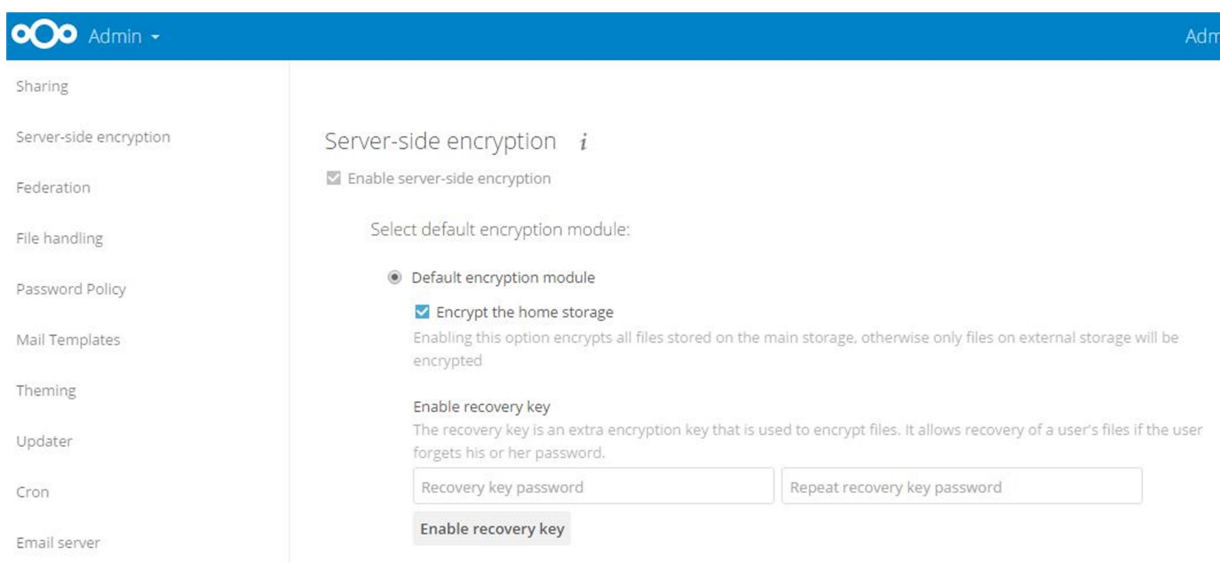 Admin
Sharing
Server-side encryption
Federation
File handling
Password Policy
Mail Templates
Theming
Updater
Cron
Email server
Server-side encryption i
Enable server-side encryption
Select default encryption module:
Default encryption module
Encrypt the home storage
Enabling this option encrypts all files stored on the main storage, otherwise only files on external storage will be
encrypted
Enable recovery key
The recovery key is an extra encryption key that is used to encrypt files. It allows recovery of a user's files if the user
forgets his or her password.
Recovery key password Repeat recovery key password
Enable recovery key